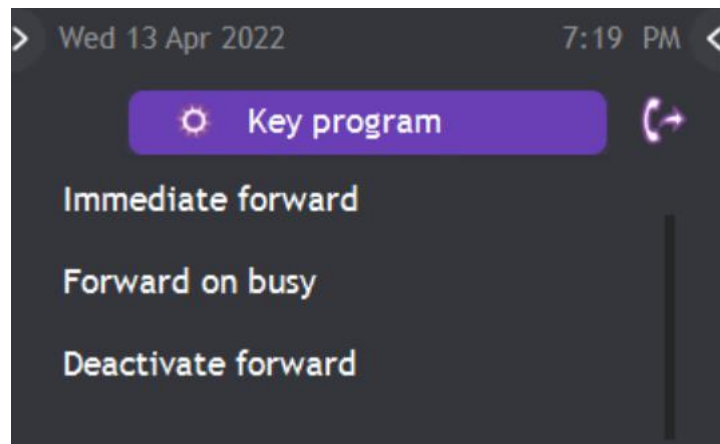 Wed 13 Apr 2022 7:19 PM
Key program
Immediate forward
Forward on busy
Deactivate forward